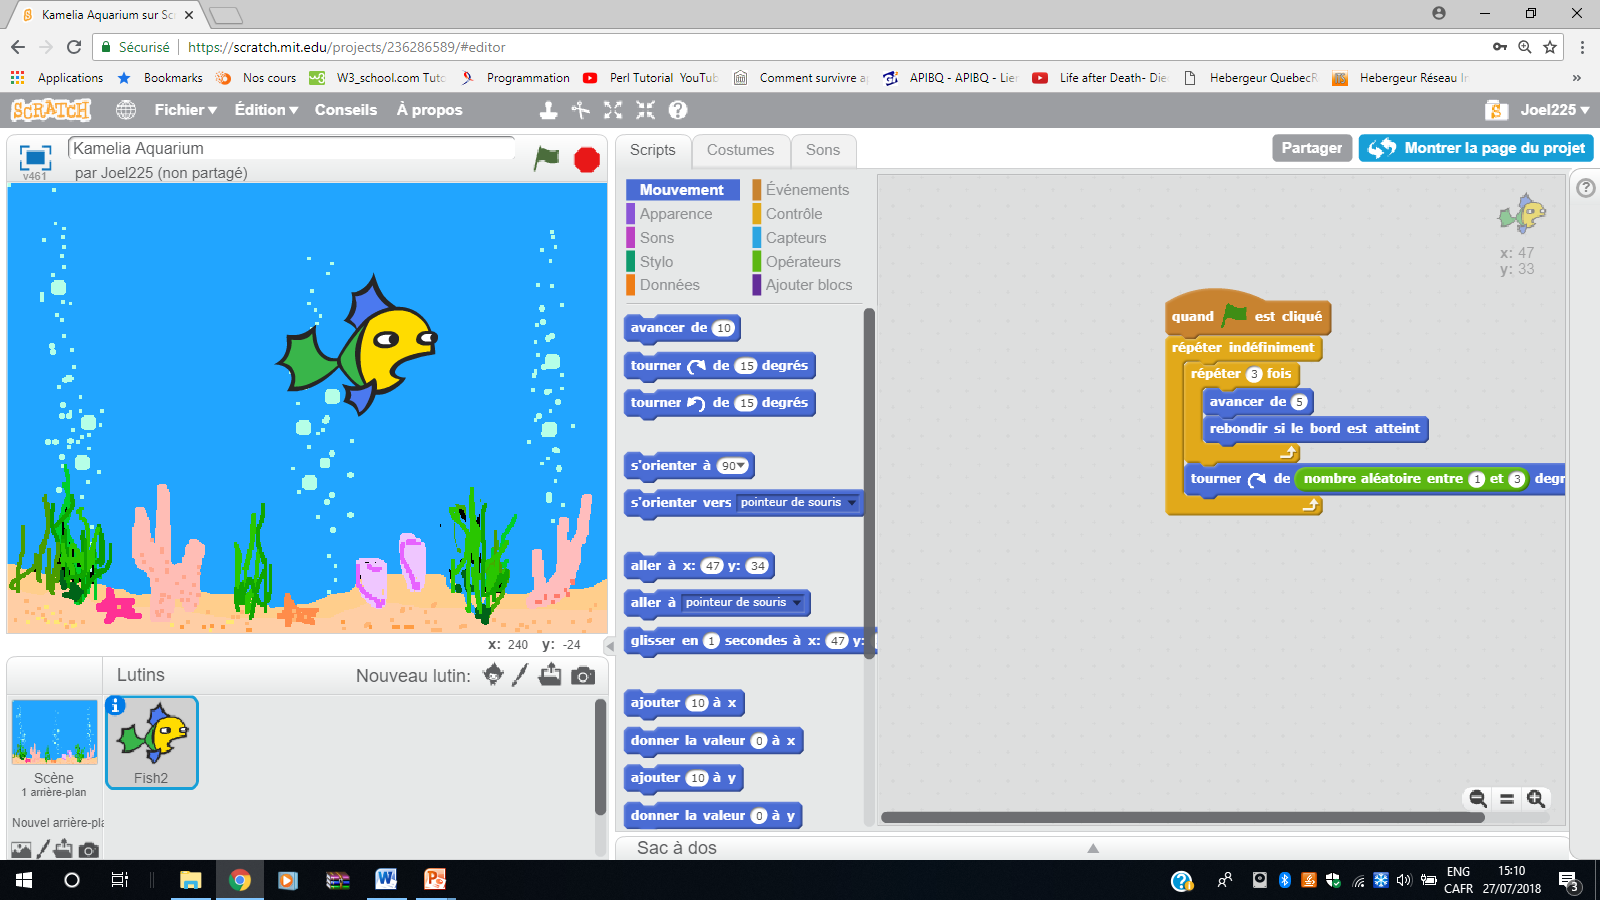 Kamelia Aquarium sur Sc
Sécurisé
https://scratch.mit.edu/projects/236286589/#editor
Applications
Bookmarks
Nos cours
W3_school.com Tuto
Programmation
Perl Tutorial YouTub
Comment survivre a
APIBQ - APIBQ - Lier
Life after Death- Die
Hebergeur QuebecR
Hebergeur Réseau In
SCRATCH
Fichier
Édition
Conseils
À propos
Joel225
v461
Kamelia Aquarium
par Joel225 (non partagé)
Scripts
Costumes
Sons
Partager
Montrer la page du projet
Mouvement
Événements
Apparence
Contrôle
Sons
Capteurs
Stylo
Opérateurs
Données
Ajouter blocs
avancer de 10
tourner de 15 degrés
tourner de 15 degrés
s'orienter à 90
s'orienter vers pointeur de souris
aller à x: 47 y: 34
aller à pointeur de souris
glisser en 1 secondes à x: 47 y:
ajouter 10 à x
donner la valeur 0 à x
ajouter 10 à y
donner la valeur 0 à y
x: 47
y: 33
quand est cliqué
répéter indéfiniment
répéter 3 fois
avancer de 5
rebondir si le bord est atteint
tourner de nombre aléatoire entre 1 et 3 degr
x: 240 y: -24
Lutins
Nouveau lutin:
Scène
1 arrière-plan
Nouvel arrière-pla
Fish2
Sac à dos
ENG
CAFR
15:10
27/07/2018
3